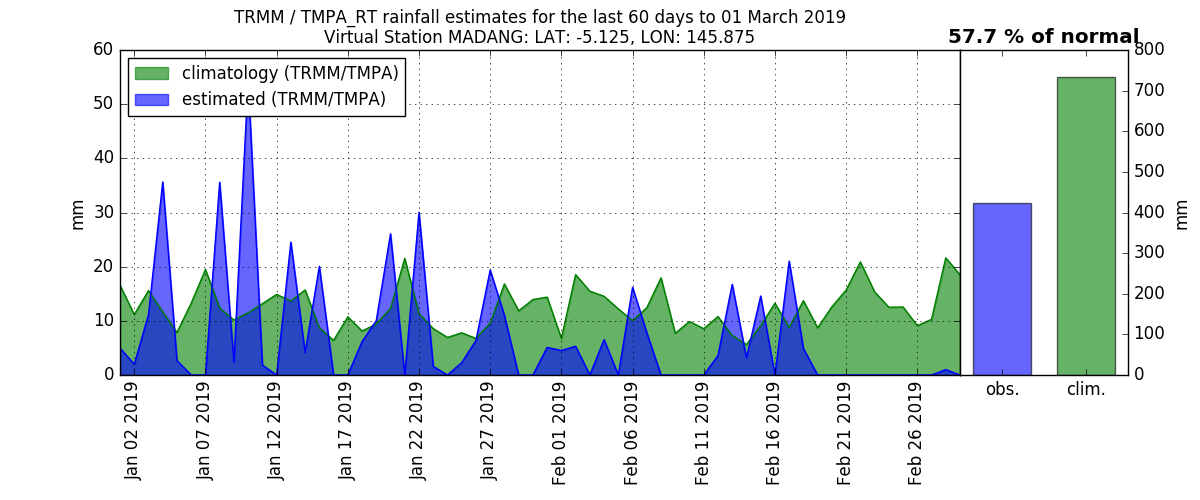 TRMM / TMPA_RT rainfall estimates for the last 60 days to 01 March 2019
Virtual Station MADANG: LAT: -5.125, LON: 145.875
57.7 % of normal
climatology (TRMM/TMPA)
estimated (TRMM/TMPA)
60
50
40
30
20
10
0
mm
Jan 02 2019
Jan 07 2019
Jan 12 2019
Jan 17 2019
Jan 22 2019
Jan 27 2019
Feb 01 2019
Feb 06 2019
Feb 11 2019
Feb 16 2019
Feb 21 2019
Feb 26 2019
obs.
clim.
800
700
600
500
400
300
200
100
0
mm